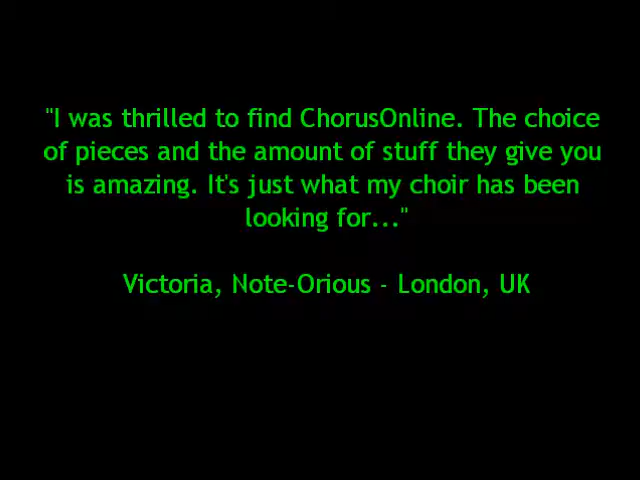 "I was thrilled to find ChorusOnline. The choice
of pieces and the amount of stuff they give you
is amazing. It's just what my choir has been
looking for..."
Victoria, Note-Orious - London, UK